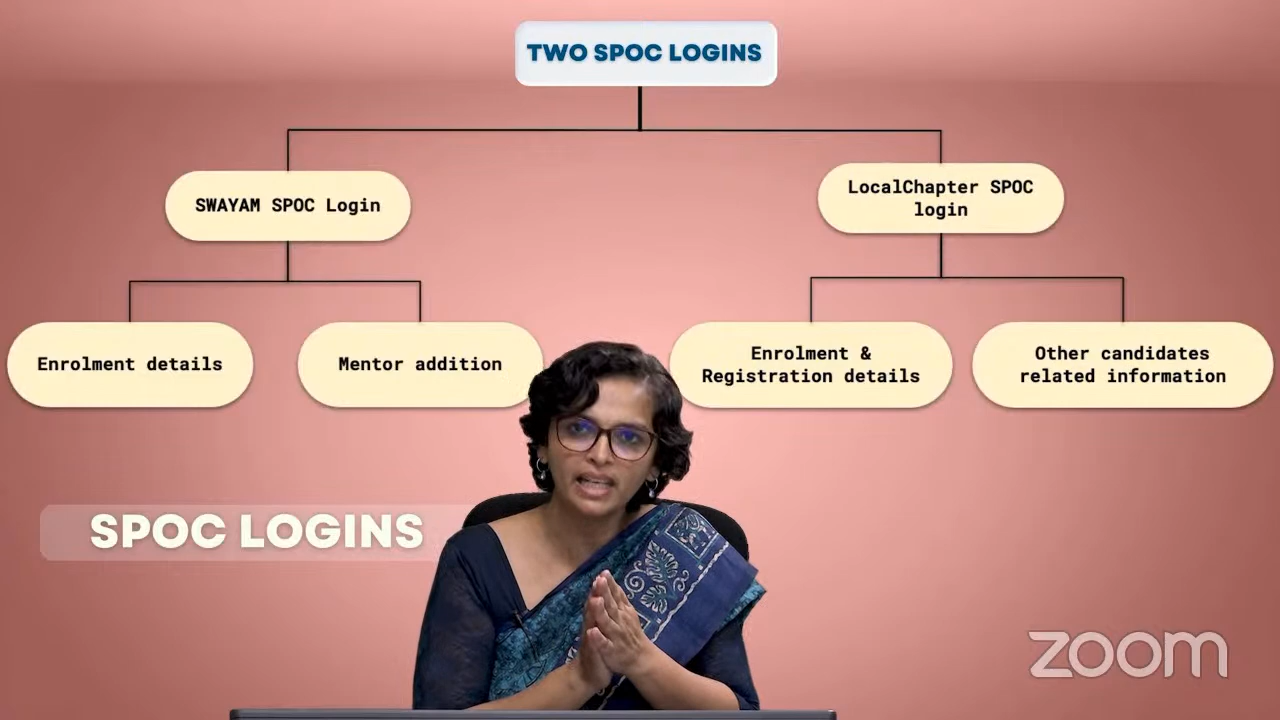 TWO SPOC LOGINS
SWAYAM SPOC Login
LocalChapter SPOC
login
Enrolment details
Mentor addition
Enrolment &
Registration details
Other candidates
related information
SPOC LOGINS
zoom